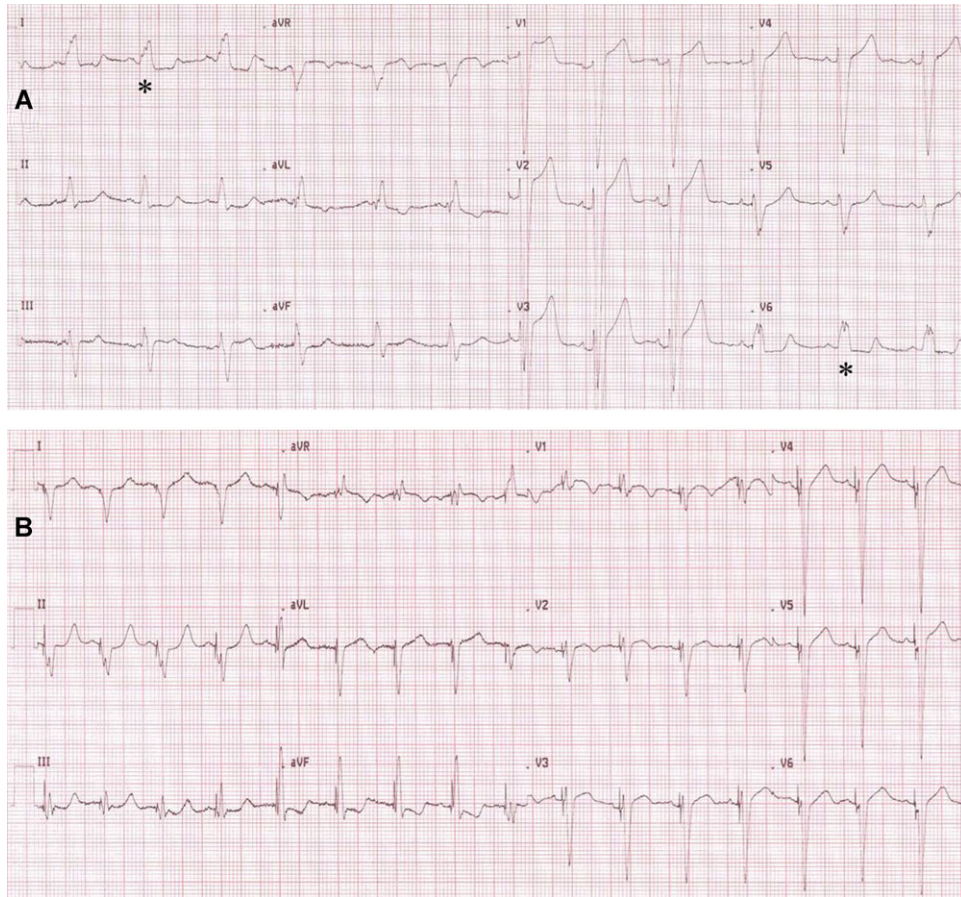 I aVR V1 V4
*
A
II aVL V2 V5
III aVF V3 V6
*
I aVR V1 V4
B
II aVL V2 V5
III aVF V3 V6